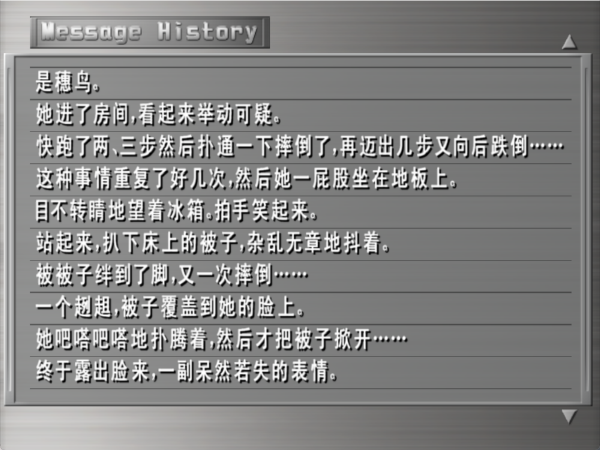 Message History
是穗鸟。
她进了房间,看起来举动可疑。
快跑了两、三步然后扑通一下摔倒了,再迈出几步又向后跌倒……
这种事情重复了好几次,然后她一屁股坐在地板上。
目不转睛地望着冰箱。拍手笑起来。
站起来,扒下床上的被子,杂乱无章地抖着。
被被子绊到了脚,又一次摔倒……
一个趔趄,被子覆盖到她的脸上。
她吧嗒吧嗒地扑腾着,然后才把被子掀开……
终于露出脸来,一副呆然若失的表情。